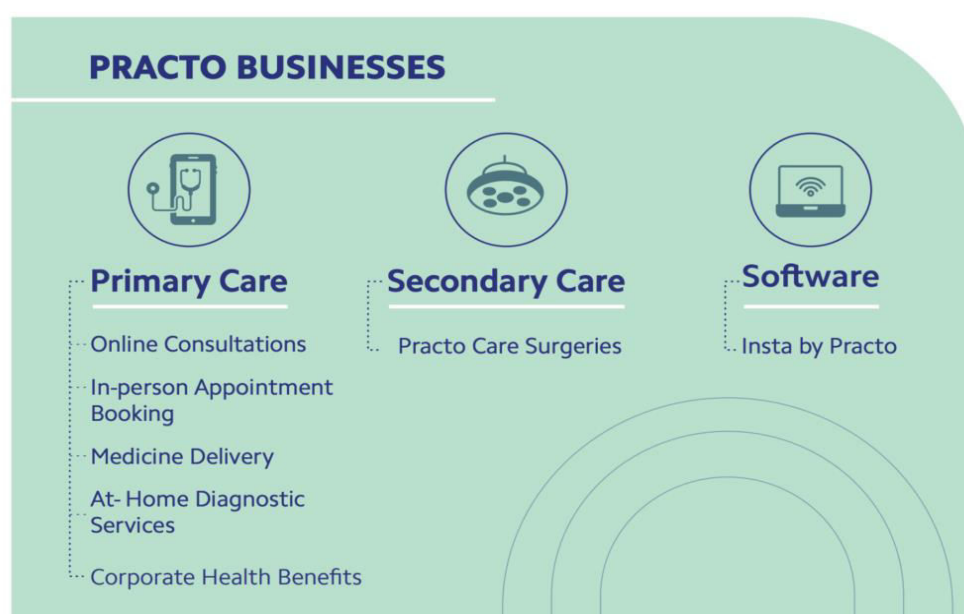 PRACTO BUSINESSES
Primary Care
Online Consultations
In-person Appointment
Booking
Medicine Delivery
At- Home Diagnostic
Services
Corporate Health Benefits
Secondary Care
Practo Care Surgeries
Software
Insta by Practo